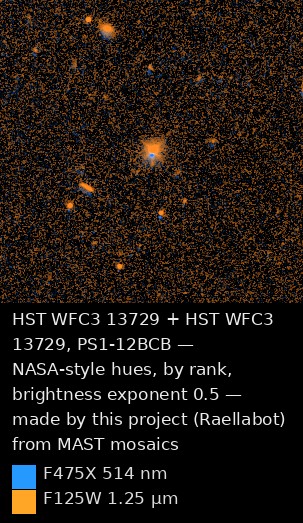 HST WFC3 13729 + HST WFC3
13729, PS1-12BCB —
NASA-style hues, by rank,
brightness exponent 0.5 —
made by this project (Raellabot)
from MAST mosaics
F475X 514 nm
F125W 1.25 µm